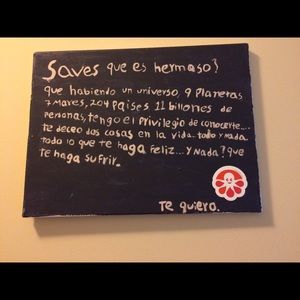 Saves que es hermoso?
que habiendo un universo, 9 Planetas
7 Mares, 204 Paises, 11 billones de
personas, tengo el Privilegio de conocerte...
te deceo dos cosas en la vida. todo y nada
todo lo que te haga feliz... y nada? que
te haga sufrir.
Te quiero.